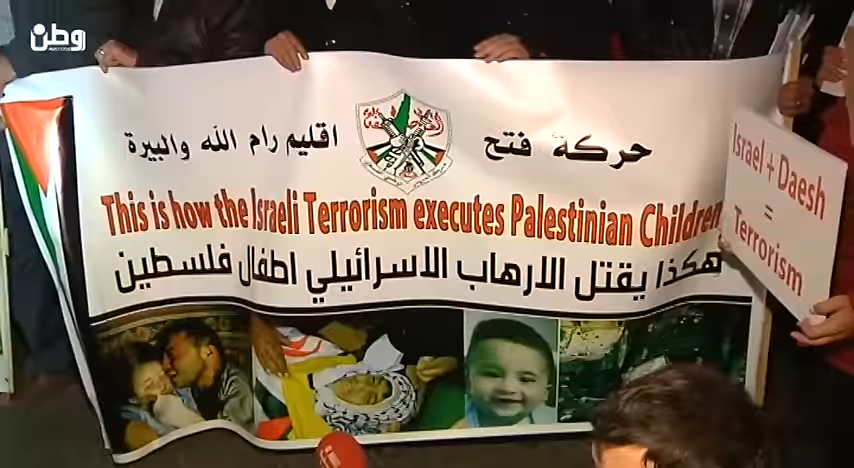 وطن
حركة فتح
اقليم رام الله والبيرة
This is how the Israeli Terrorism executes Palestinian Children
هكذا يقتل الارهاب الاسرائيلي اطفال فلسطين
Israel + Daesh
=
Terrorism